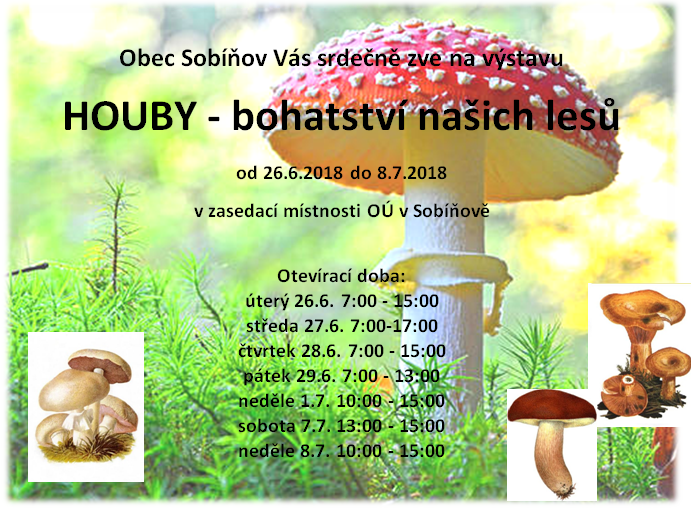 Obec Sobíňov Vás srdečně zve na výstavu
HOUBY - bohatství našich lesů
od 26.6.2018 do 8.7.2018
v zasedací místnosti OÚ v Sobíňově
Otevírací doba:
úterý 26.6. 7:00 - 15:00
středa 27.6. 7:00-17:00
čtvrtek 28.6. 7:00 - 15:00
pátek 29.6. 7:00 - 13:00
neděle 1.7. 10:00 - 15:00
sobota 7.7. 13:00 - 15:00
neděle 8.7. 10:00 - 15:00